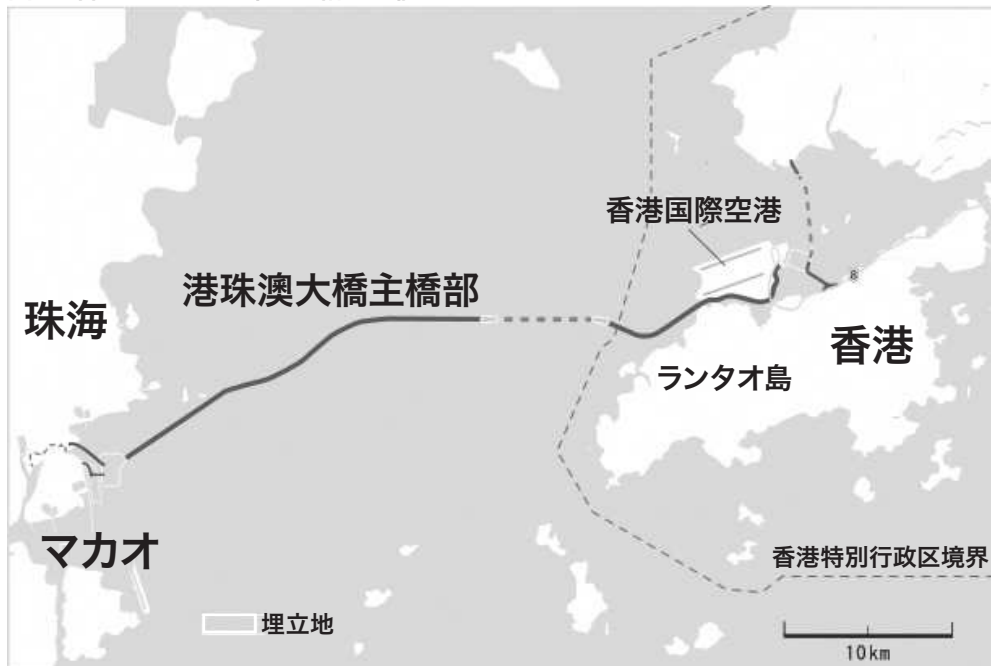 香港国際空港
港珠澳大橋主橋部
珠海
香港
ランタオ島
マカオ
香港特別行政区境界
埋立地
10km